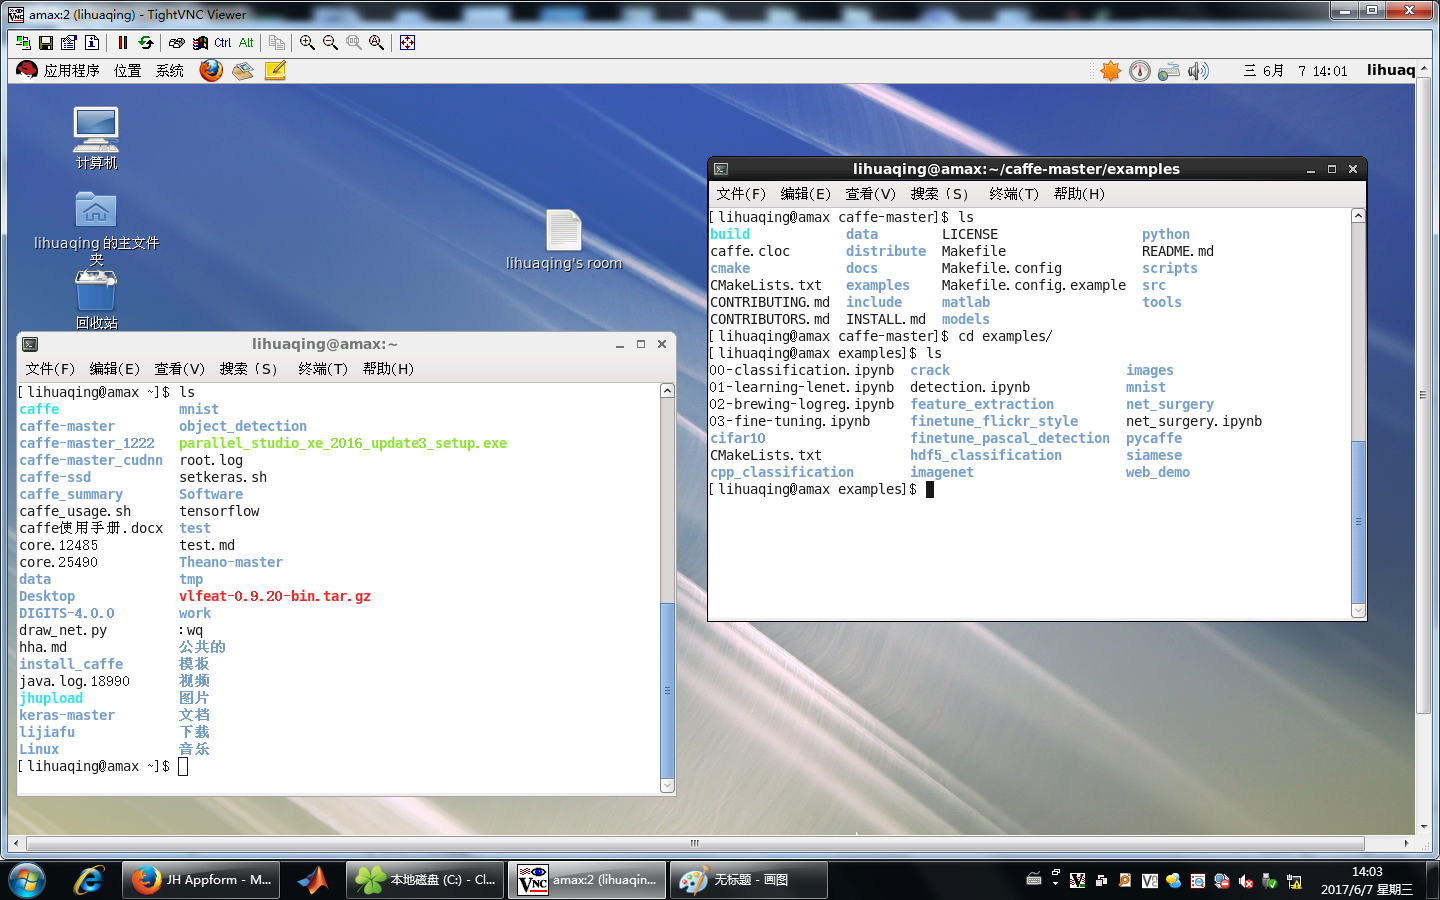 amax:2 (lihuaqing) - TightVNC Viewer
Ctrl Alt
应用程序 位置 系统
三 6月 7 14:01 lihuaq
计算机
lihuaqing 的主文件夹
回收站
lihuaqing's room
lihuaqing@amax:~/caffe-master/examples
文件(F) 编辑(E) 查看(V) 搜索 (S) 终端(T) 帮助(H)
[lihuaqing@amax caffe-master]$ ls
build data LICENSE python
caffe.cloc distribute Makefile README.md
cmake docs Makefile.config scripts
CMakeLists.txt examples Makefile.config.example src
CONTRIBUTING.md include matlab tools
CONTRIBUTORS.md INSTALL.md models
[lihuaqing@amax caffe-master]$ cd examples/
[lihuaqing@amax examples]$ ls
00-classification.ipynb crack images
01-learning-lenet.ipynb detection.ipynb mnist
02-brewing-logreg.ipynb feature_extraction net_surgery
03-fine-tuning.ipynb finetune_flickr_style net_surgery.ipynb
cifar10 finetune_pascal_detection pycaffe
CMakeLists.txt hdf5_classification siamese
cpp_classification imagenet web_demo
[lihuaqing@amax examples]$
lihuaqing@amax:~
文件(F) 编辑(E) 查看(V) 搜索 (S) 终端(T) 帮助(H)
[lihuaqing@amax ~]$ ls
caffe mnist
caffe-master object_detection
caffe-master_1222 parallel_studio_xe_2016_update3_setup.exe
caffe-master_cudnn root.log
caffe-ssd setkeras.sh
caffe_summary Software
caffe_usage.sh tensorflow
caffe使用手册.docx test
core.12485 test.md
core.25490 Theano-master
data tmp
Desktop vlfeat-0.9.20-bin.tar.gz
DIGITS-4.0.0 work
draw_net.py :wq
hha.md 公共的
install_caffe 模板
java.log.18990 视频
jhupload 图片
keras-master 文档
lijiafu 下载
Linux 音乐
[lihuaqing@amax ~]$
JH Appform - M...
本地磁盘 (C:) - Cl...
VNC
amax:2 (lihuaqin...
无标题 - 画图
14:03
2017/6/7 星期三